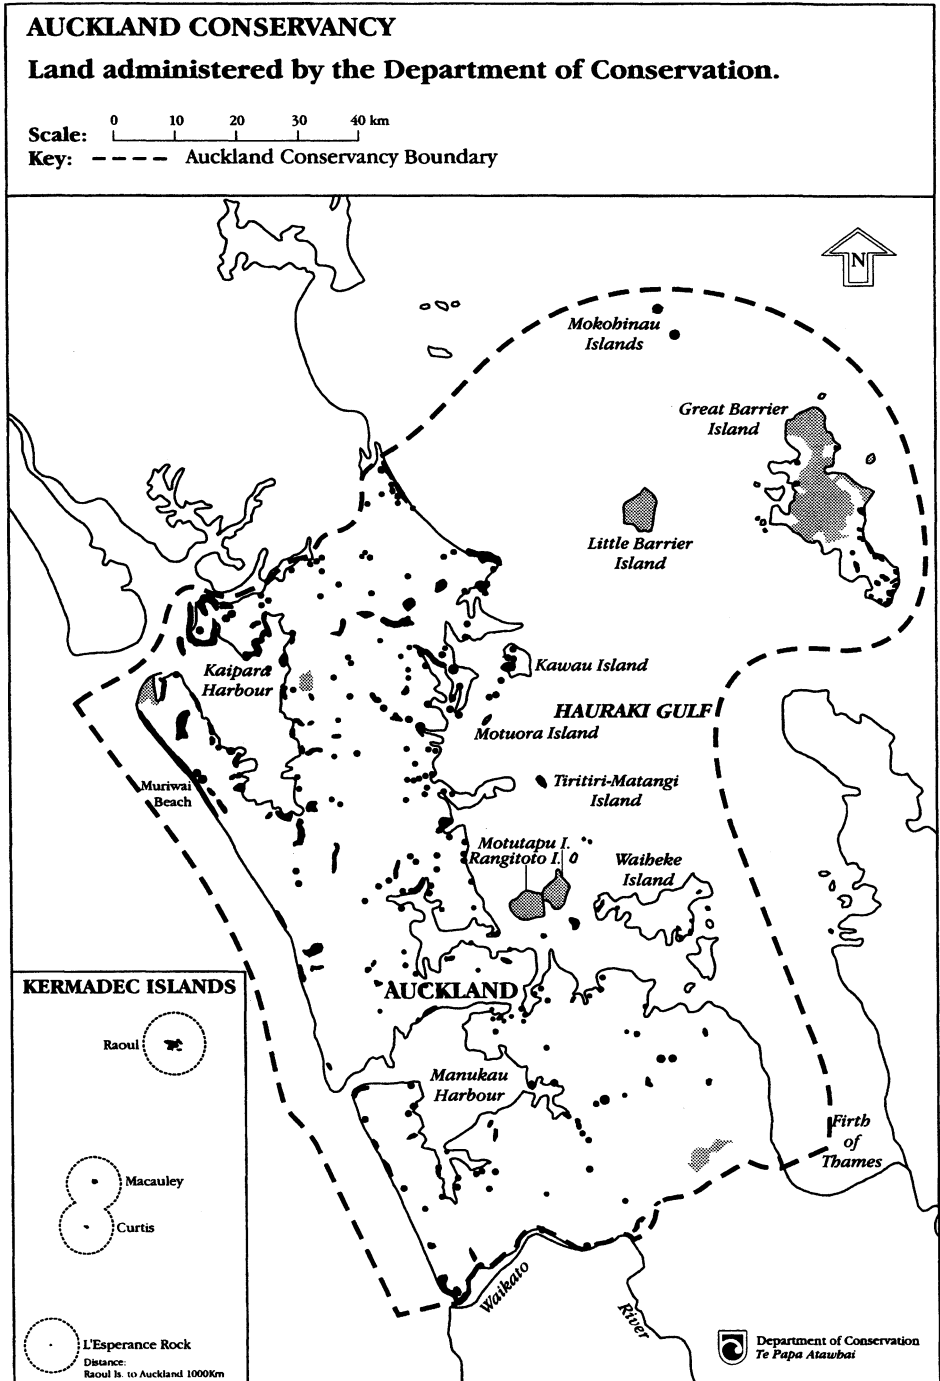 AUCKLAND CONSERVANCY
Land administered by the Department of Conservation.
0 10 20 30 40 km
Scale:
Key: Auckland Conservancy Boundary
N
Mokohinau
Islands
Great Barrier
Island
Little Barrier
Island
Kaipara
Harbour
Kawau Island
HAURAKI GULF
Motuora Island
Muriwai
Beach
Tiritiri-Matangi
Island
Motutapu I.
Rangitoto I.
Waiheke
Island
AUCKLAND
KERMADEC ISLANDS
Raoul
Manukau
Harbour
Firth
of
Thames
Macauley
Curtis
Waikato
River
L'Esperance Rock
Distance:
Raoul Is. to Auckland 1000Km
Department of Conservation
Te Papa Atawhai